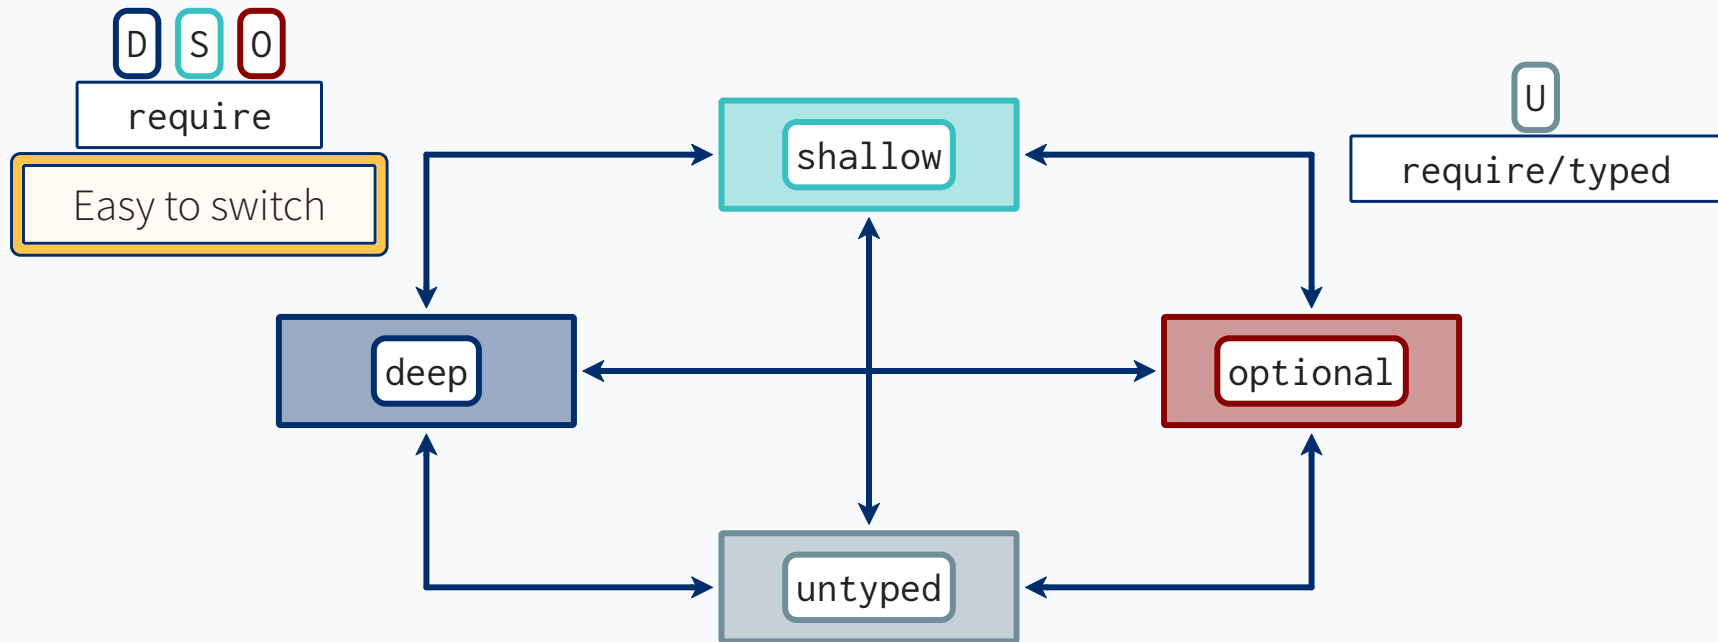 D S O
require
Easy to switch
U
require/typed
shallow
deep
optional
untyped